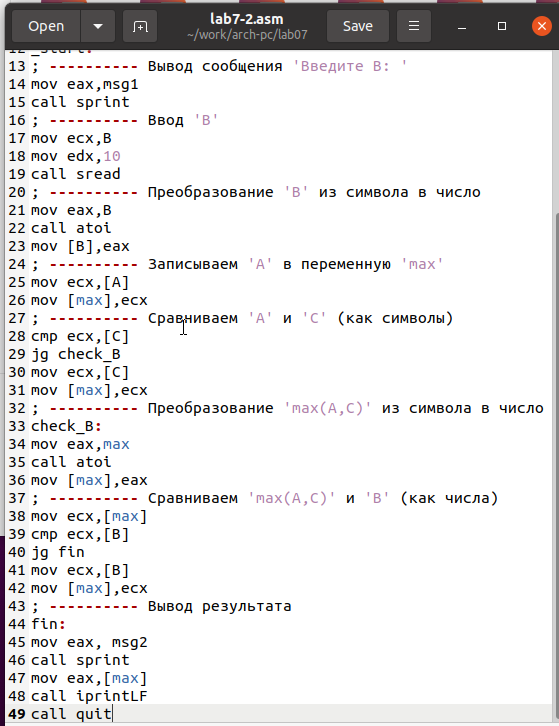 Open
lab7-2.asm
~/work/arch-pc/lab07
Save
12 _start:
13 ; ---------- Вывод сообщения 'Введите B: '
14 mov eax,msg1
15 call sprint
16 ; ---------- Ввод 'B'
17 mov ecx,B
18 mov edx,10
19 call sread
20 ; ---------- Преобразование 'B' из символа в число
21 mov eax,B
22 call atoi
23 mov [B],eax
24 ; ---------- Записываем 'A' в переменную 'max'
25 mov ecx,[A]
26 mov [max],ecx
27 ; ---------- Сравниваем 'A' и 'C' (как символы)
28 cmp ecx,[C]
29 jg check_B
30 mov ecx,[C]
31 mov [max],ecx
32 ; ---------- Преобразование 'max(A,C)' из символа в число
33 check_B:
34 mov eax,max
35 call atoi
36 mov [max],eax
37 ; ---------- Сравниваем 'max(A,C)' и 'B' (как числа)
38 mov ecx,[max]
39 cmp ecx,[B]
40 jg fin
41 mov ecx,[B]
42 mov [max],ecx
43 ; ---------- Вывод результата
44 fin:
45 mov eax, msg2
46 call sprint
47 mov eax,[max]
48 call iprintLF
49 call quit